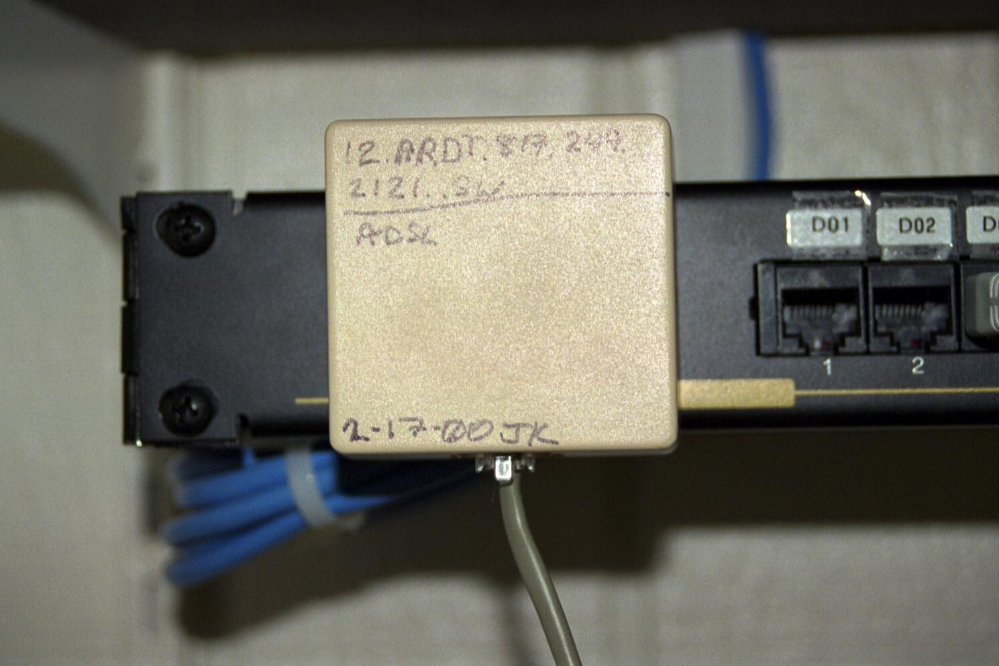 12.ARDT.817.249.
2121..SW
ADSL
2-17-00 JK
D01
D02
1
2